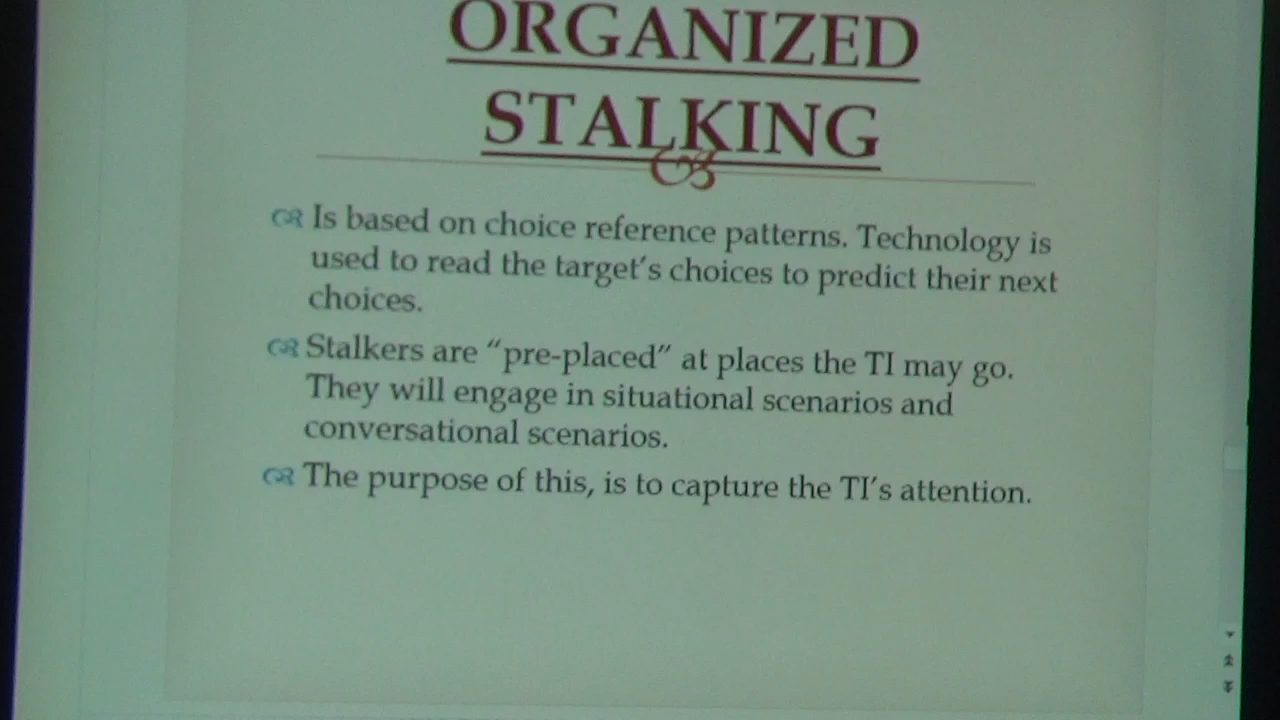 ORGANIZED
STALKING
Is based on choice reference patterns. Technology is
used to read the target's choices to predict their next
choices.
Stalkers are "pre-placed" at places the TI may go.
They will engage in situational scenarios and
conversational scenarios.
The purpose of this, is to capture the TI's attention.